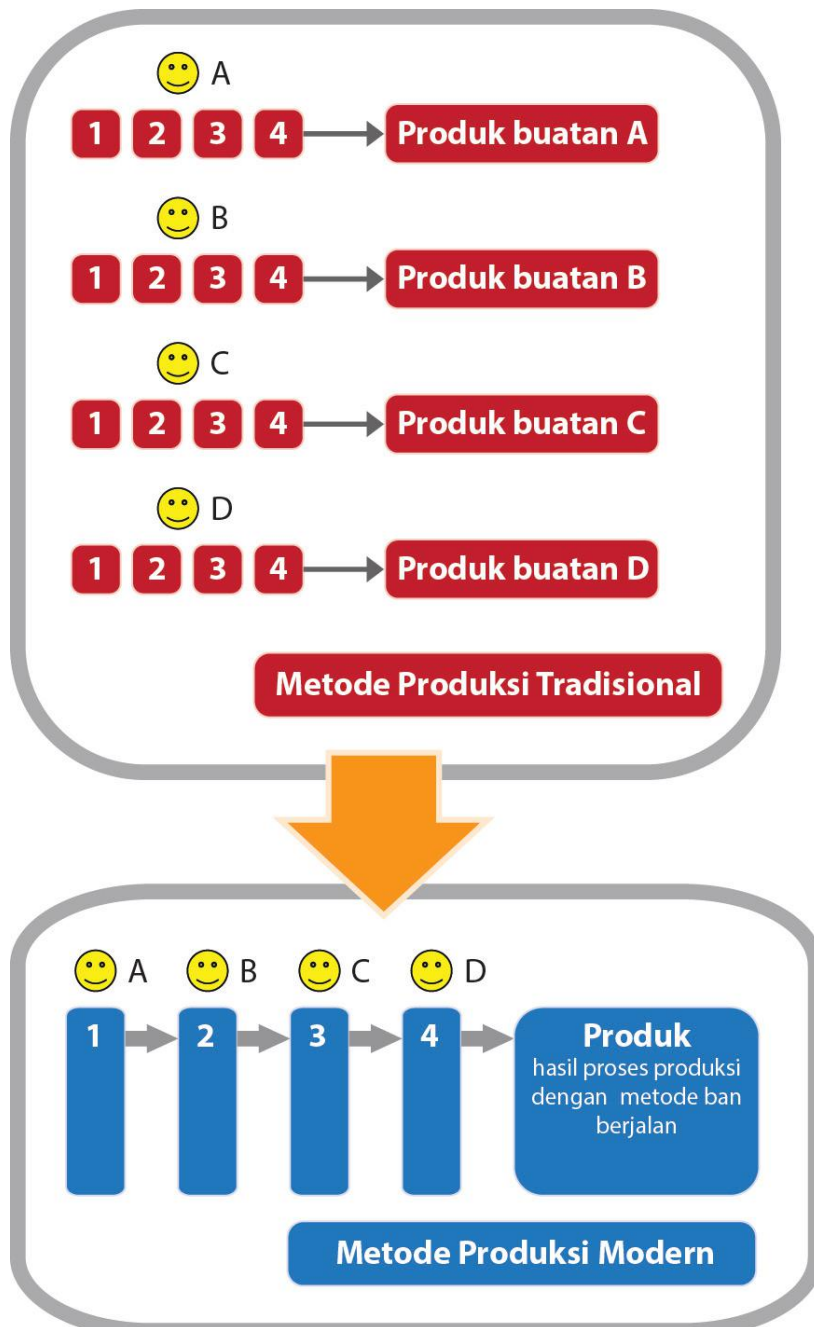 A
1 2 3 4 Produk buatan A
B
1 2 3 4 Produk buatan B
C
1 2 3 4 Produk buatan C
D
1 2 3 4 Produk buatan D
Metode Produksi Tradisional
A B C D
1 2 3 4 Produk
hasil proses produksi
dengan metode ban
berjalan
Metode Produksi Modern